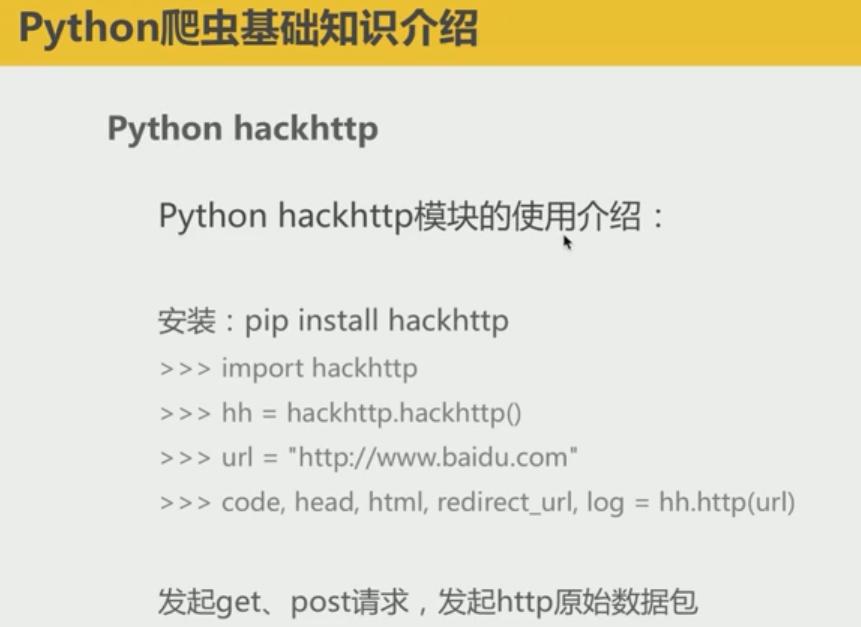 Python爬虫基础知识介绍
Python hackhttp
Python hackhttp模块的使用介绍：
安装：pip install hackhttp
>>> import hackhttp
>>> hh = hackhttp.hackhttp()
>>> url = "http://www.baidu.com"
>>> code, head, html, redirect_url, log = hh.http(url)
发起get、post请求，发起http原始数据包